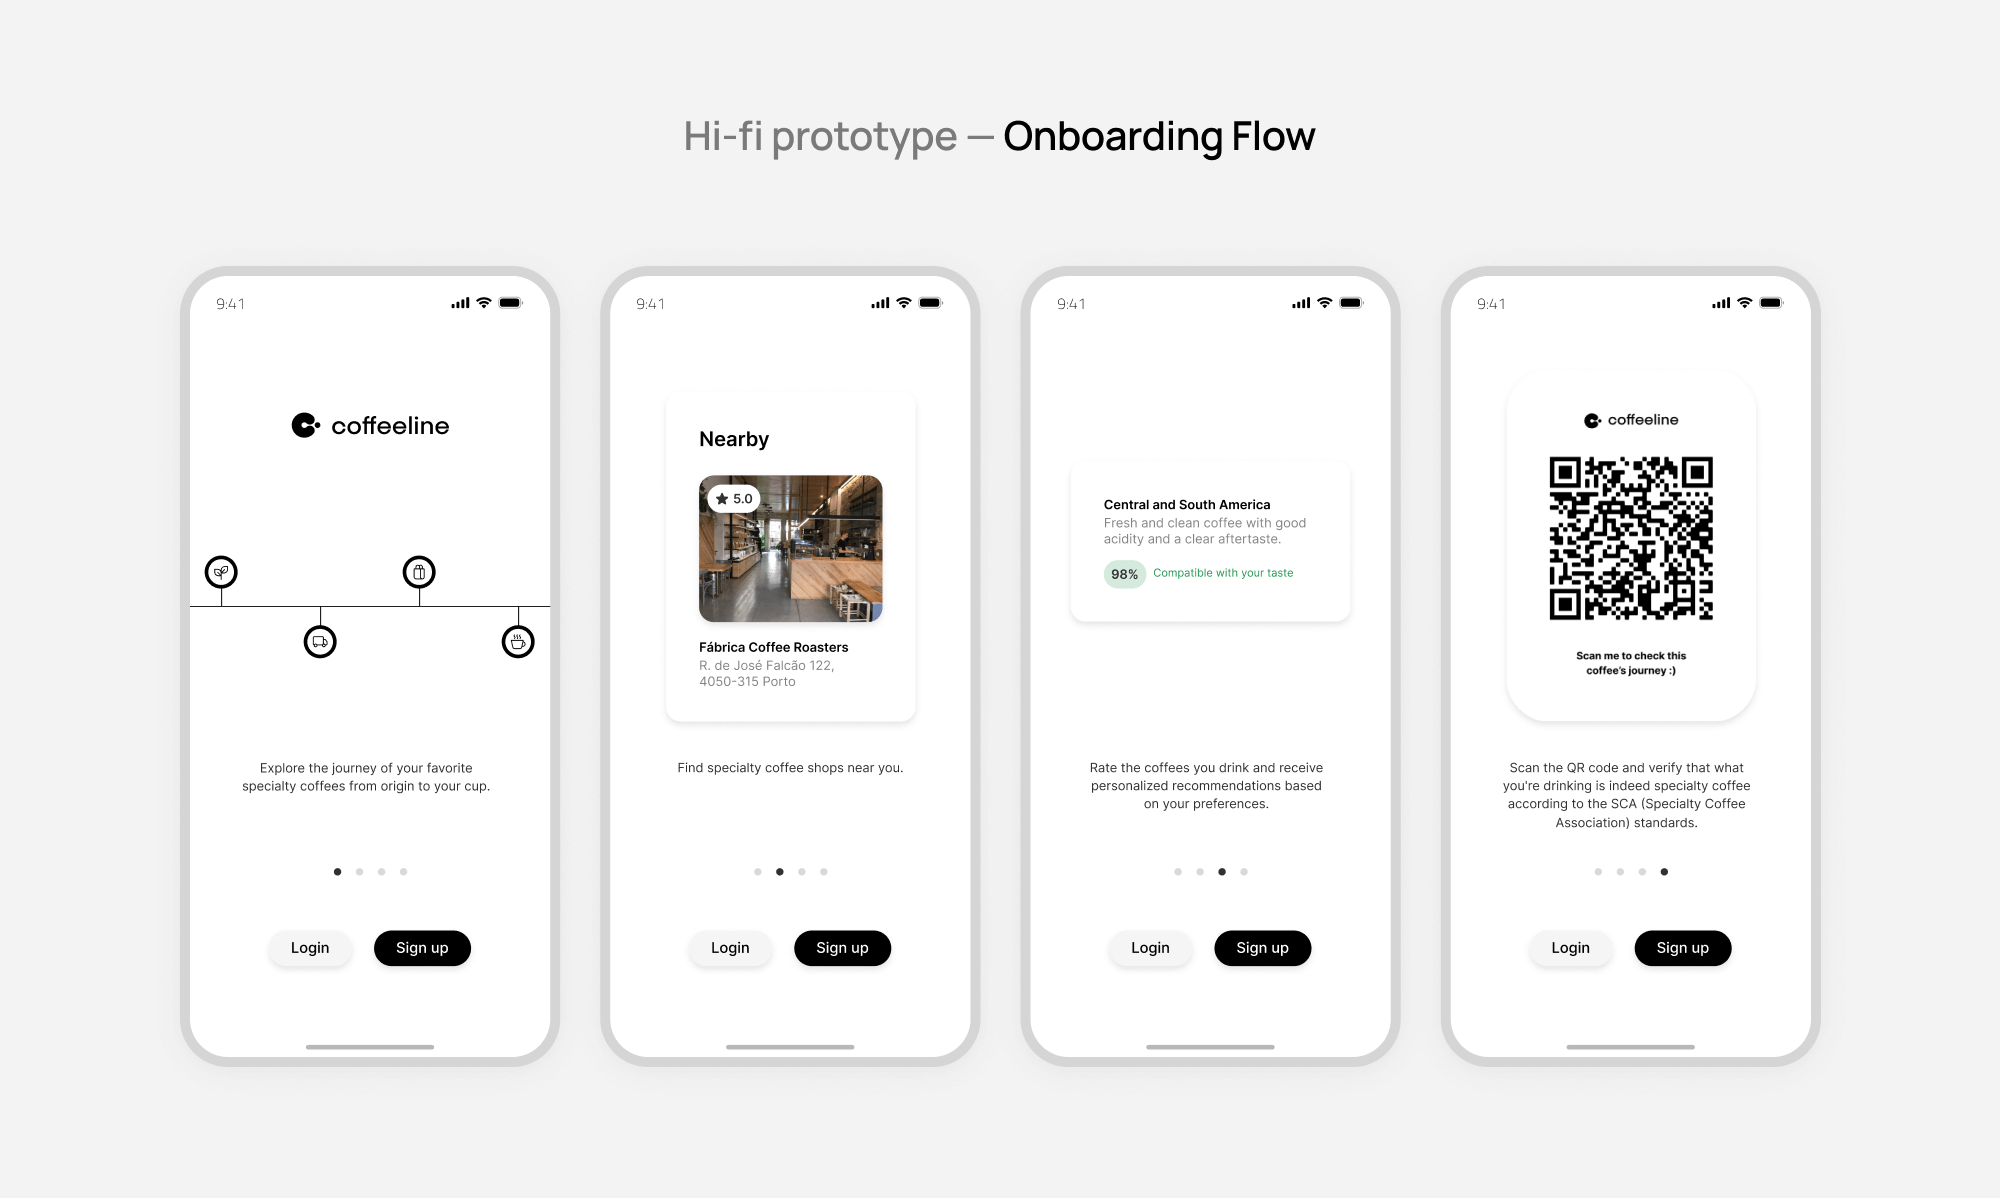 Hi-fi prototype — Onboarding Flow
9:41
coffeeline
Explore the journey of your favorite
specialty coffees from origin to your cup.
Login
Sign up
9:41
Nearby
5.0
Fábrica Coffee Roasters
R. de José Falcão 122,
4050-315 Porto
Find specialty coffee shops near you.
Login
Sign up
9:41
Central and South America
Fresh and clean coffee with good
acidity and a clear aftertaste.
98%
Compatible with your taste
Rate the coffees you drink and receive
personalized recommendations based
on your preferences.
Login
Sign up
9:41
coffeeline
Scan me to check this
coffee's journey :)
Scan the QR code and verify that what
you're drinking is indeed specialty coffee
according to the SCA (Specialty Coffee
Association) standards.
Login
Sign up